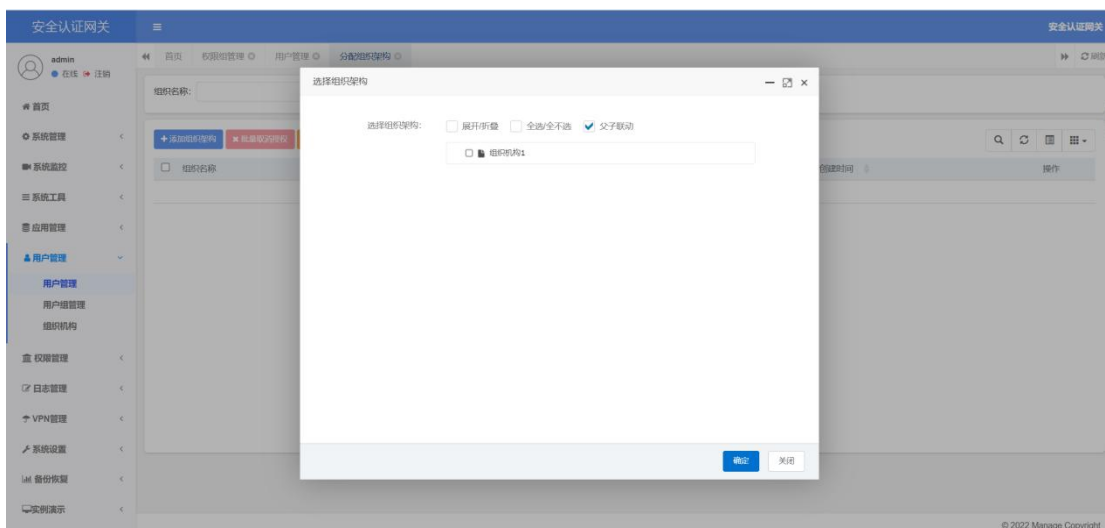 安全认证网关
安全认证网关
admin
在线 注销
首页 权限组管理 用户管理 分配组织架构
刷新
首页
系统管理
系统监控
系统工具
应用管理
用户管理
用户管理
用户组管理
组织机构
权限管理
日志管理
VPN管理
系统设置
备份恢复
实例演示
组织名称:
添加组织架构 批量取消授权
组织名称 创建时间 操作
选择组织架构
选择组织架构: 展开/折叠 全选/全不选 父子联动
组织机构1
确定 关闭
© 2022 Manage Copyright